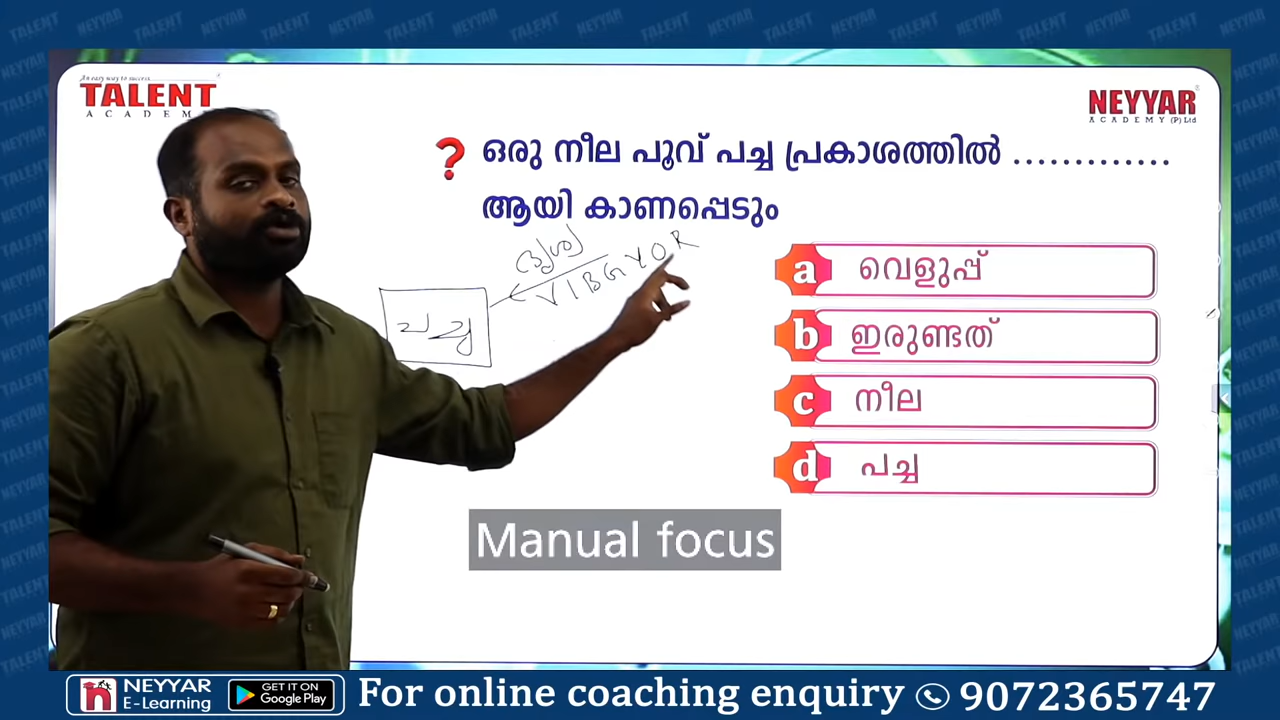 An easy way to success...
TALENT
ACADEMY
NEYYAR
ACADEMY (P) Ltd
? ഒരു നീല പൂവ് പച്ച പ്രകാശത്തിൽ .............
ആയി കാണപ്പെടും
ദൃശ്യ
VIBGYOR
പച്ച
a വെളുപ്പ്
b ഇരുണ്ടത്
c നീല
d പച്ച
Manual focus
NEYYAR
E-Learning
GET IT ON
Google Play
For online coaching enquiry 9072365747